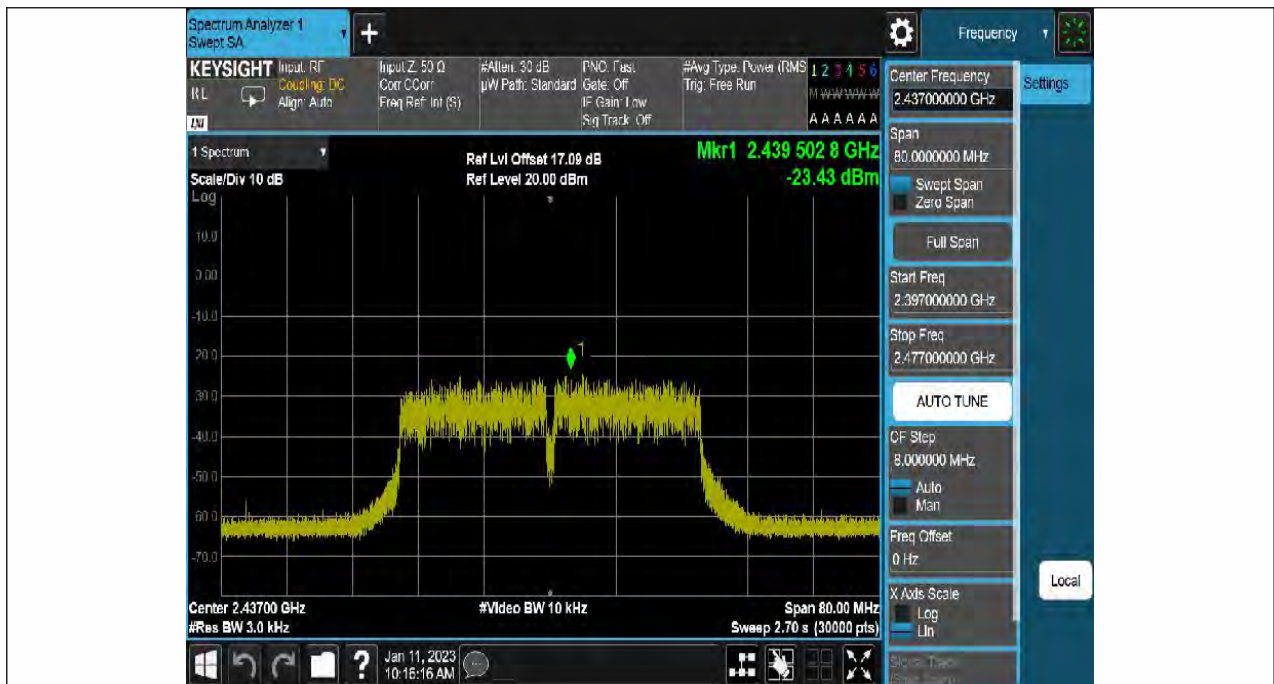 Spectrum Analyzer 1
Swept SA
+
Frequency
KEYSIGHT
RL
LXI
Input: RF
Coupling: DC
Align: Auto
Input Z: 50 Ω
Corr CCorr
Freq Ref: Int (S)
#Atten: 30 dB
µW Path: Standard
PNO: Fast
Gate: Off
IF Gain: Low
Sig Track: Off
#Avg Type: Power (RMS
Trig: Free Run
1 2 3 4 5 6
M W W W W W
A A A A A A
1 Spectrum
Scale/Div 10 dB
Log
Ref Lvl Offset 17.09 dB
Ref Level 20.00 dBm
Mkr1 2.439 502 8 GHz
-23.43 dBm
10.0
0.00
-10.0
20.0
30.0
-40.0
-50.0
60.0
-70.0
1
Center 2.43700 GHz
#Res BW 3.0 kHz
#Video BW 10 kHz
Span 80.00 MHz
Sweep 2.70 s (30000 pts)
?
Jan 11, 2023
10:16:16 AM
Center Frequency
2.437000000 GHz
Span
80.0000000 MHz
Swept Span
Zero Span
Full Span
Start Freq
2.397000000 GHz
Stop Freq
2.477000000 GHz
AUTO TUNE
CF Step
8.000000 MHz
Auto
Man
Freq Offset
0 Hz
X Axis Scale
Log
Lin
Settings
Local